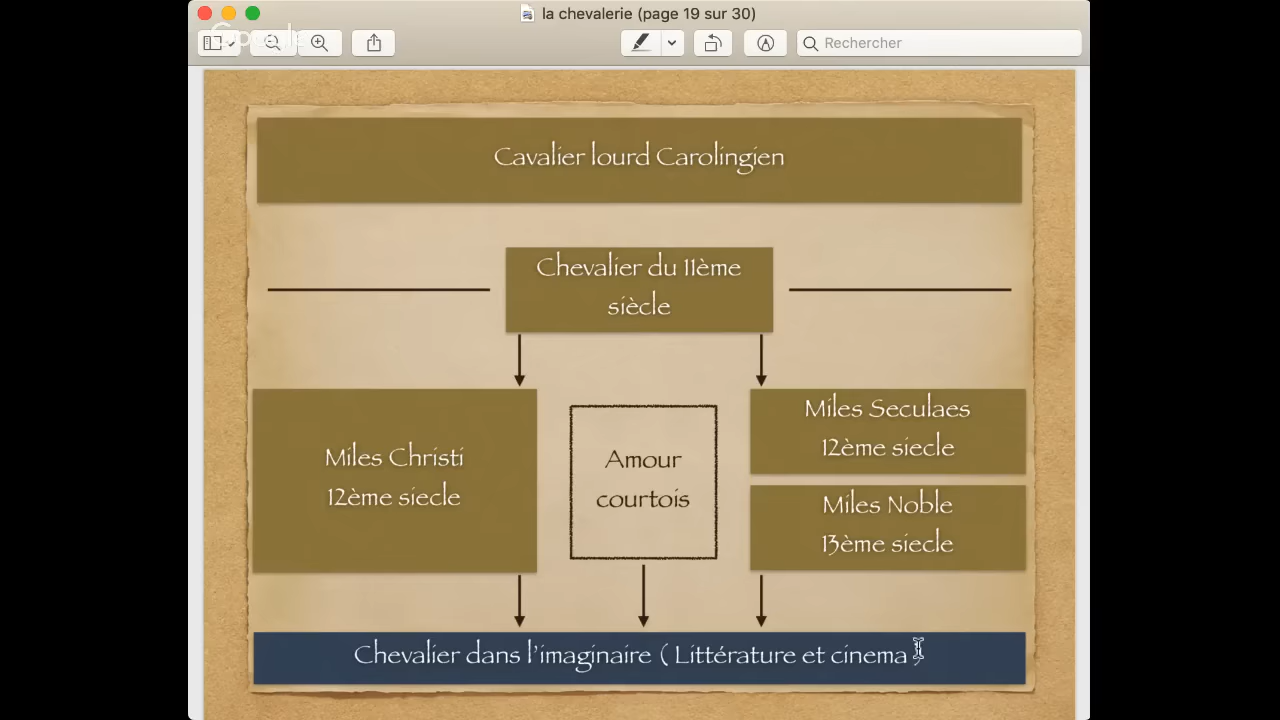 la chevalerie (page 19 sur 30)
Google
Rechercher
Cavalier lourd Carolingien
Chevalier du 11ème
siècle
Miles Christi
12ème siecle
Amour
courtois
Miles Seculaes
12ème siecle
Miles Noble
13ème siecle
Chevalier dans l'imaginaire ( Littérature et cinema )